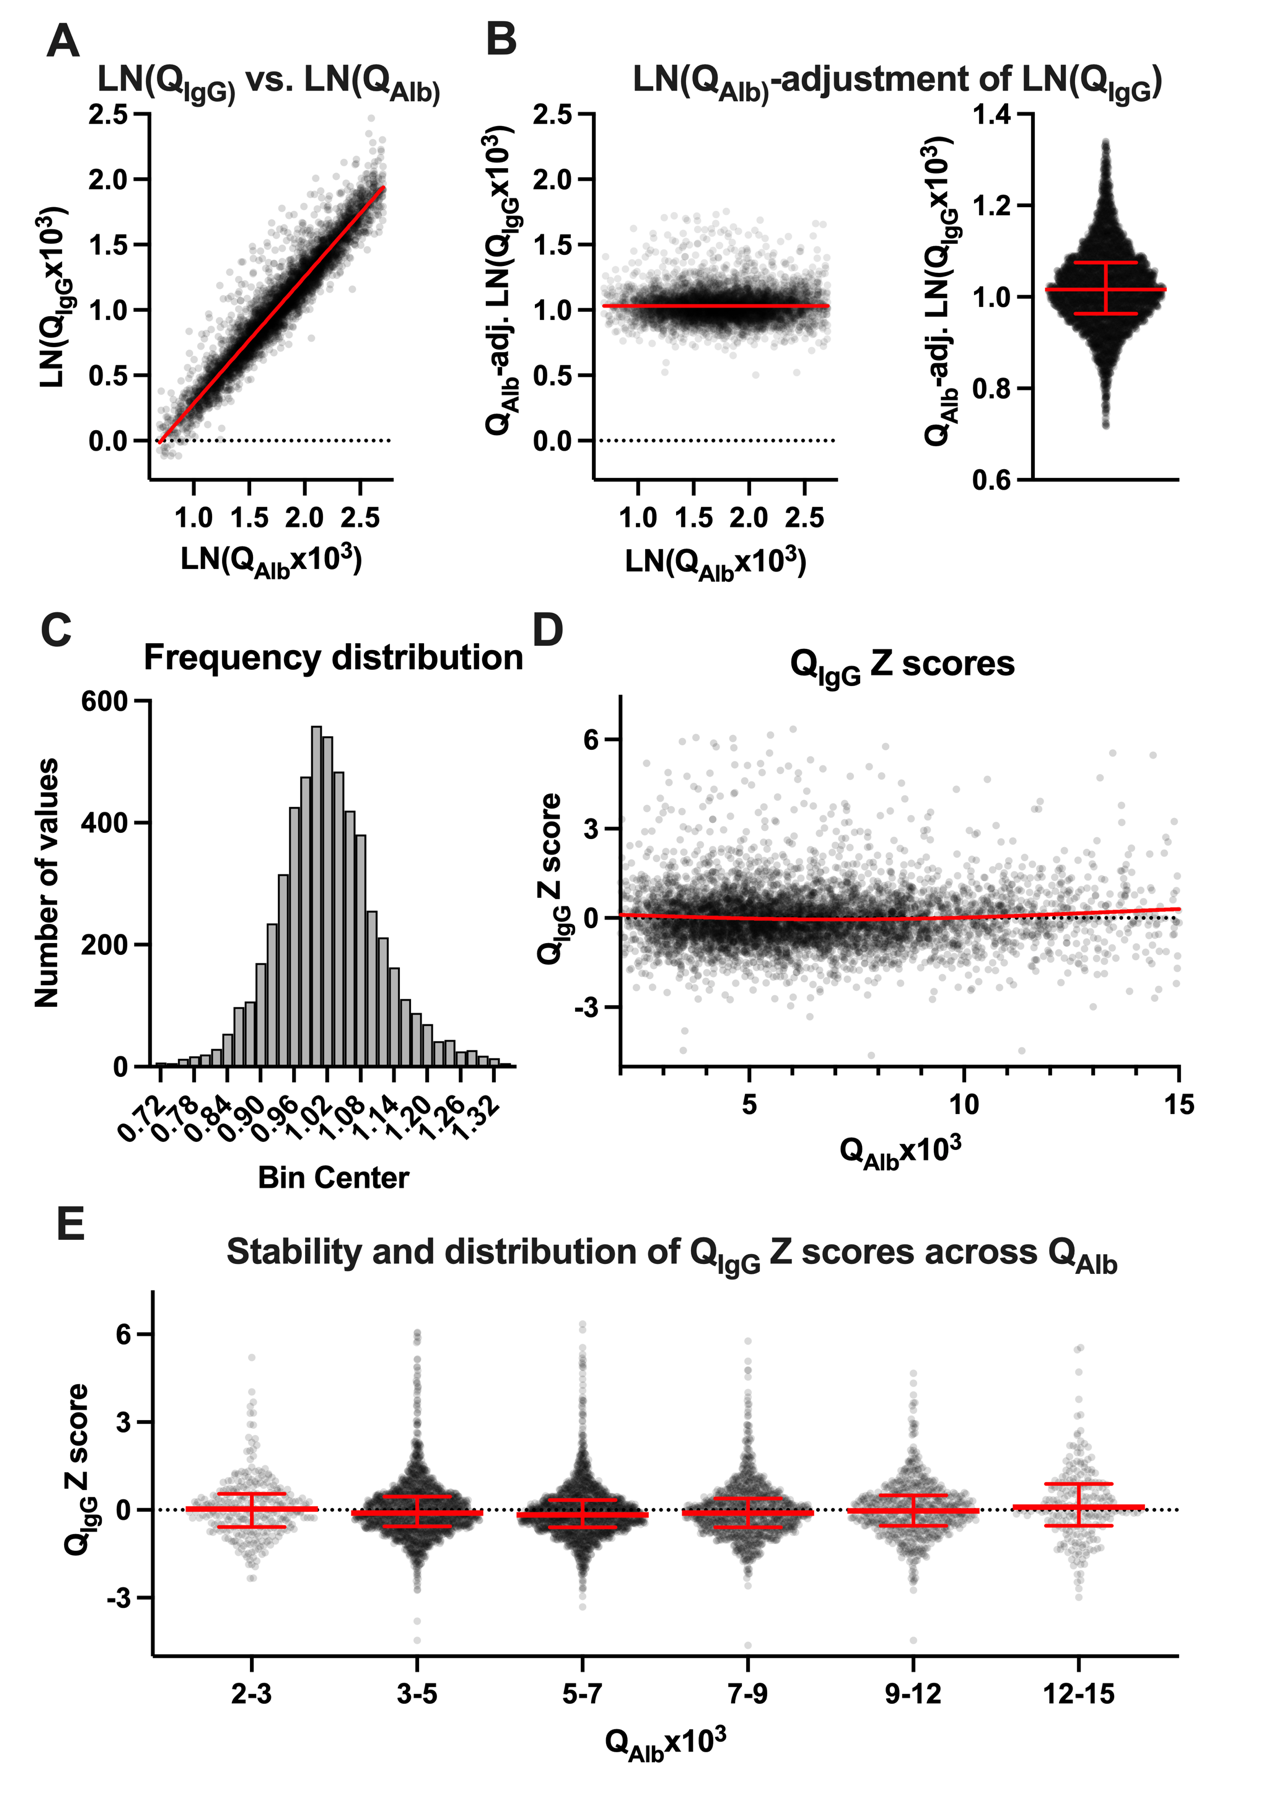 A
LN(QIgG) vs. LN(QAlb)
LN(QIgGx10³)
2.5
2.0
1.5
1.0
0.5
0.0
1.0 1.5 2.0 2.5
LN(QAlbx10³)
B
LN(QAlb)-adjustment of LN(QIgG)
QAlb-adj. LN(QIgGx10³)
2.5
2.0
1.5
1.0
0.5
0.0
1.0 1.5 2.0 2.5
LN(QAlbx10³)
QAlb-adj. LN(QIgGx10³)
1.4
1.2
1.0
0.8
0.6
C
Frequency distribution
Number of values
600
400
200
0
0.72 0.78 0.84 0.90 0.96 1.02 1.08 1.14 1.20 1.26 1.32
Bin Center
D
QIgG Z scores
QIgG Z score
6
3
0
-3
5 10 15
QAlbx10³
E
Stability and distribution of QIgG Z scores across QAlb
QIgG Z score
6
3
0
-3
2-3 3-5 5-7 7-9 9-12 12-15
QAlbx10³